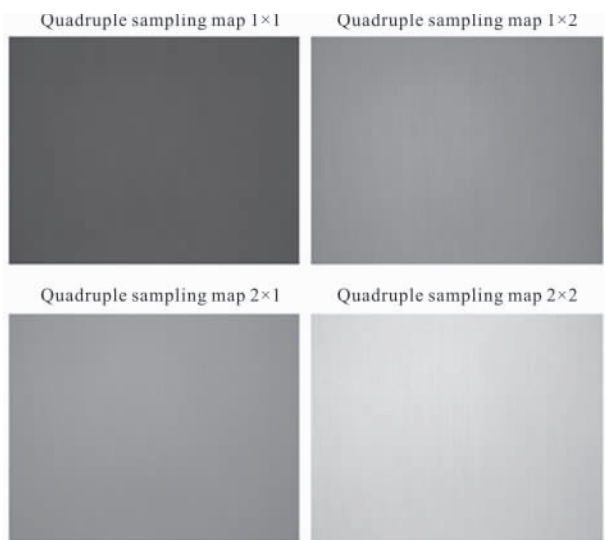 Quadruple sampling map 1×1
Quadruple sampling map 1×2
Quadruple sampling map 2×1
Quadruple sampling map 2×2